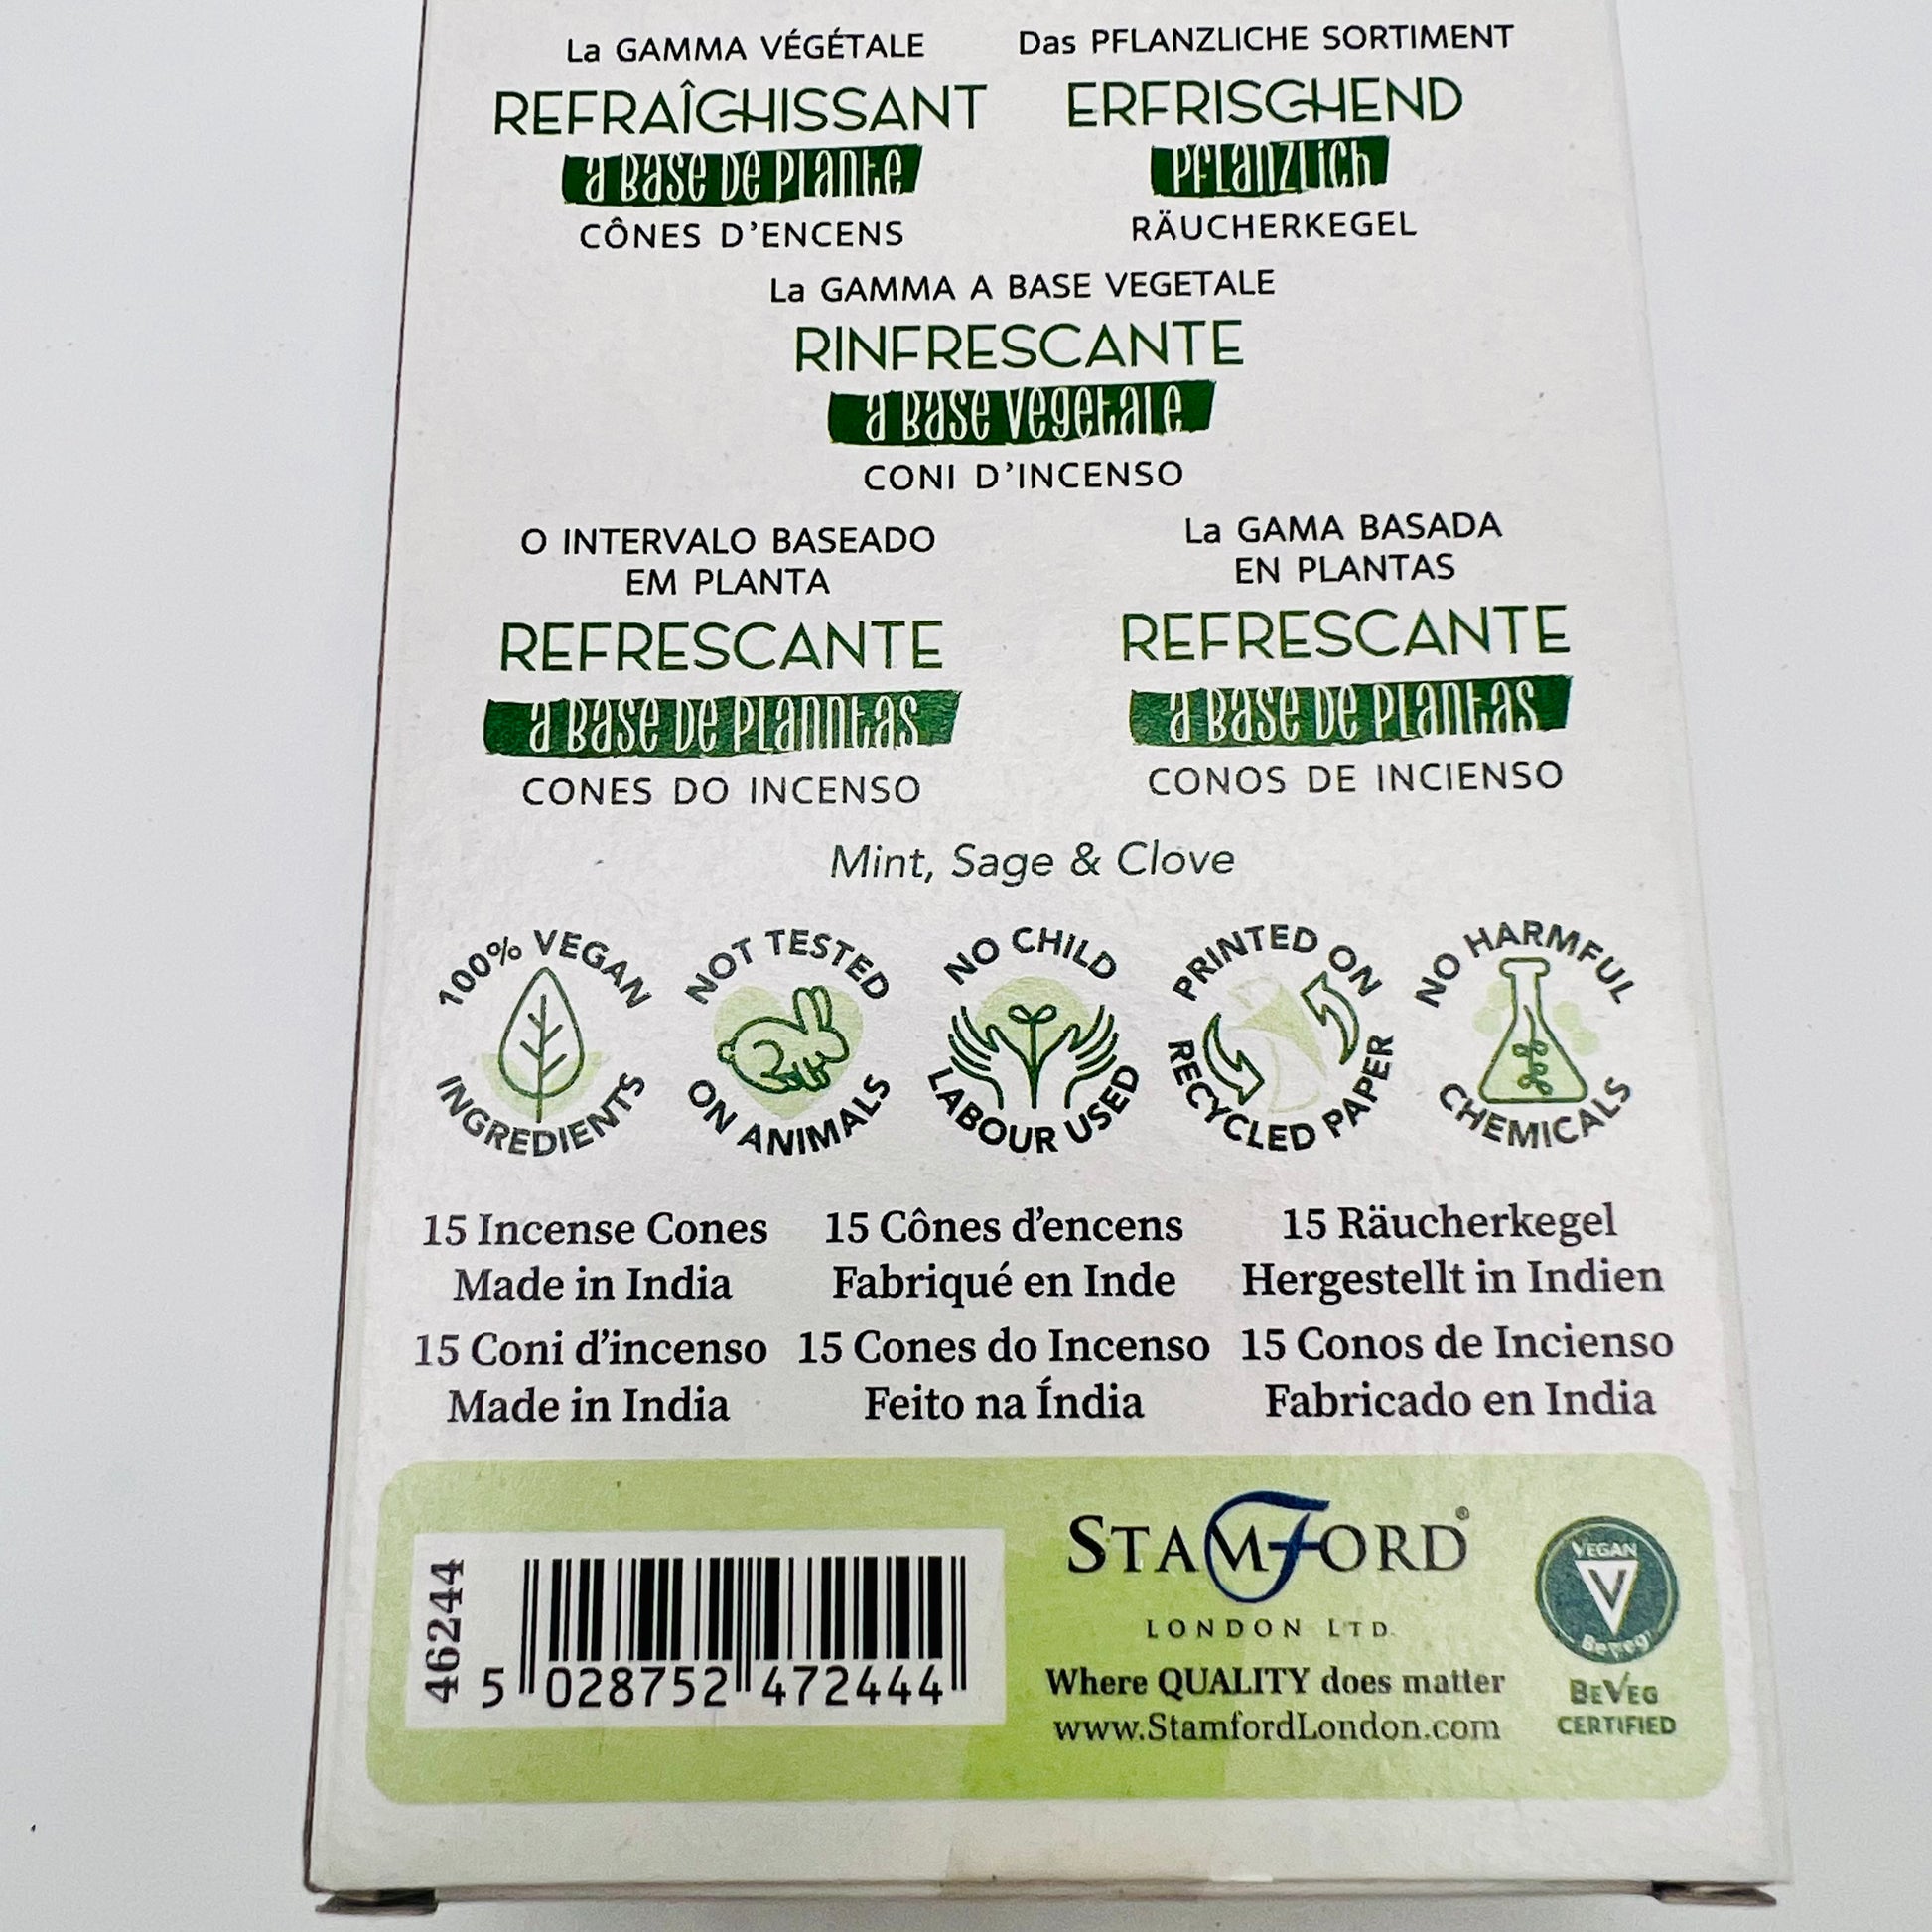 La GAMMA VÉGÉTALE
REFRAÎCHISSANT
a Base De Plante
CÔNES D'ENCENS
Das PFLANZLICHE SORTIMENT
ERFRISCHEND
PFLanzLich
RÄUCHERKEGEL
La GAMMA A BASE VEGETALE
RINFRESCANTE
a Base vegetale
CONI D'INCENSO
O INTERVALO BASEADO
EM PLANTA
REFRESCANTE
a Base De PLanntas
CONES DO INCENSO
La GAMA BASADA
EN PLANTAS
REFRESCANTE
a Base De PLantas
CONOS DE INCIENSO
Mint, Sage & Clove
100% VEGAN
INGREDIENTS
NOT TESTED
ON ANIMALS
NO CHILD
LABOUR USED
PRINTED ON
RECYCLED PAPER
NO HARMFUL
CHEMICALS
15 Incense Cones
Made in India
15 Cônes d'encens
Fabriqué en Inde
15 Räucherkegel
Hergestellt in Indien
15 Coni d'incenso
Made in India
15 Cones do Incenso
Feito na Índia
15 Conos de Incienso
Fabricado en India
46244
5 028752 472444
STAMFORD®
LONDON LTD.
Where QUALITY does matter
www.StamfordLondon.com
VEGAN
V
Beveg
BEVEG
CERTIFIED